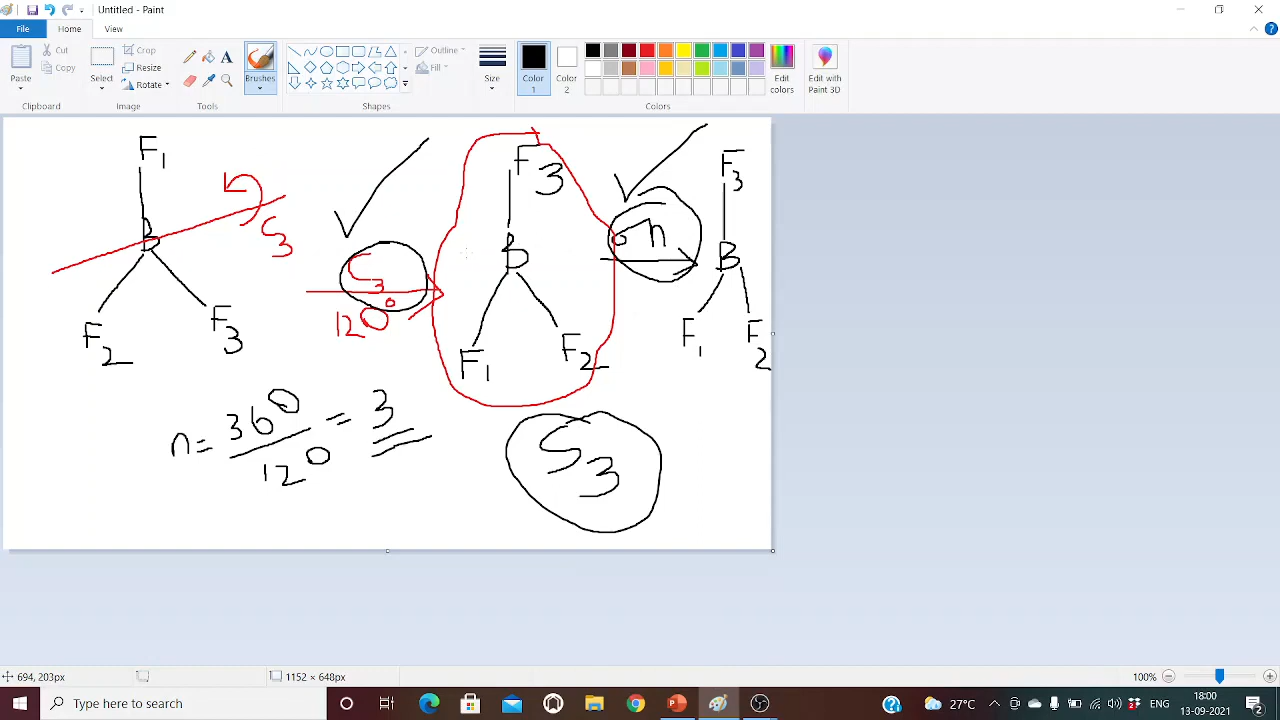 Untitled - Paint
File
Home
View
Paste
Cut
Copy
Clipboard
Select
Crop
Resize
Rotate
Image
Tools
Brushes
Shapes
Outline
Fill
Size
Color 1
Color 2
Colors
Edit colors
Edit with Paint 3D
F1
B
F2
F3
C3
C3
120°
F3
B
F1
F2
σh
F3
B
F1
F2
n = 360 / 120 = 3
S3
694, 203px
1152 × 648px
100%
Type here to search
27°C
ENG
18:00
13-09-2021